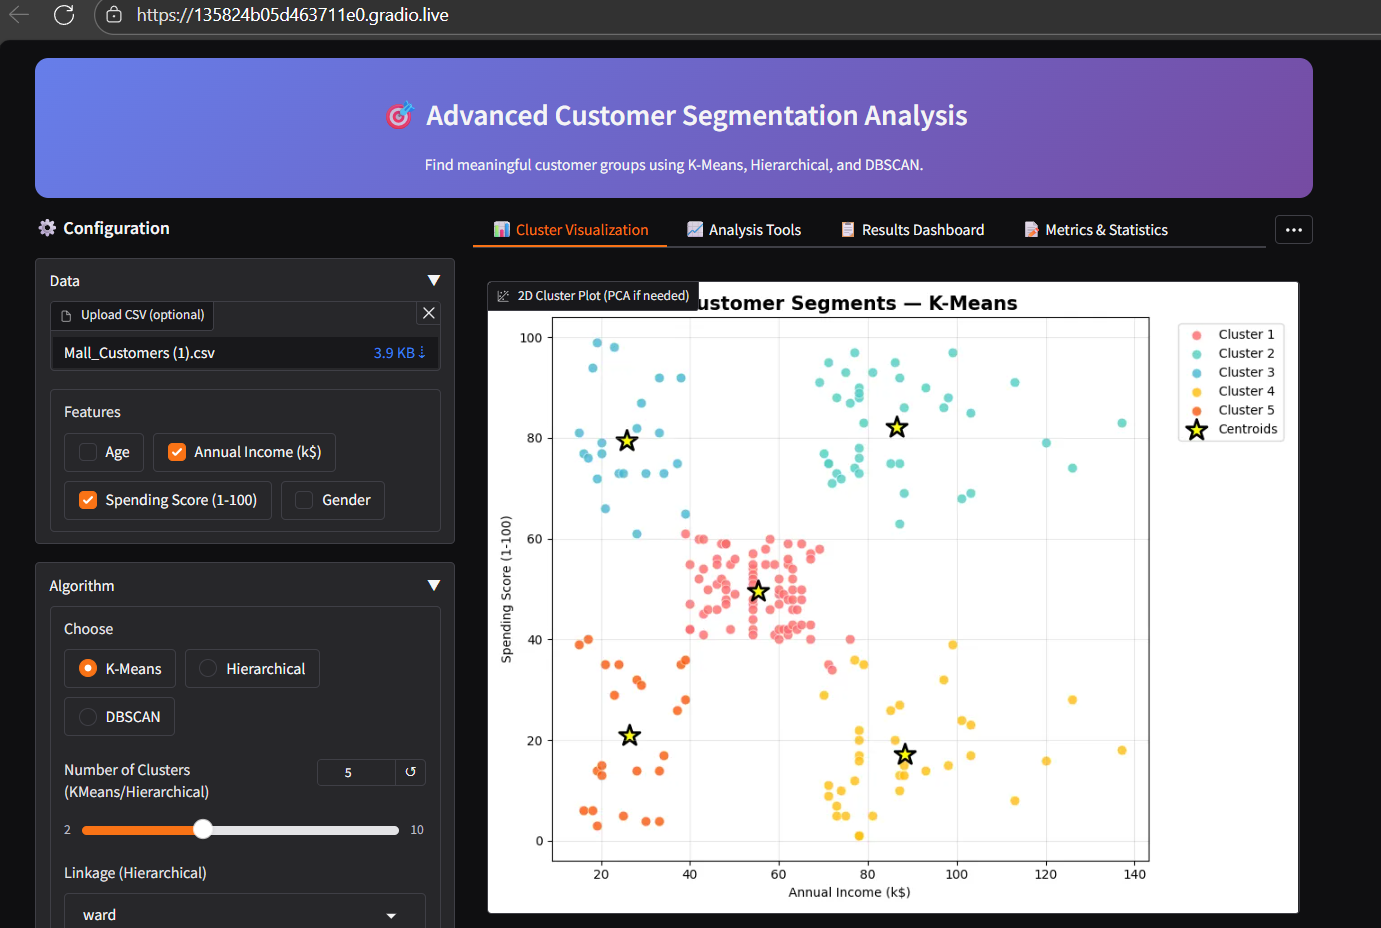 https://135824b05d463711e0.gradio.live
🎯 Advanced Customer Segmentation Analysis
Find meaningful customer groups using K-Means, Hierarchical, and DBSCAN.
Configuration
Cluster Visualization
Analysis Tools
Results Dashboard
Metrics & Statistics
Data
Upload CSV (optional)
Mall_Customers (1).csv
3.9 KB ↓
Features
Age
Annual Income (k$)
Spending Score (1-100)
Gender
Algorithm
Choose
K-Means
Hierarchical
DBSCAN
Number of Clusters
(KMeans/Hierarchical)
5
2
10
Linkage (Hierarchical)
ward
2D Cluster Plot (PCA if needed)
ustomer Segments — K-Means
Cluster 1
Cluster 2
Cluster 3
Cluster 4
Cluster 5
Centroids
Spending Score (1-100)
100
80
60
40
20
0
20 40 60 80 100 120 140
Annual Income (k$)